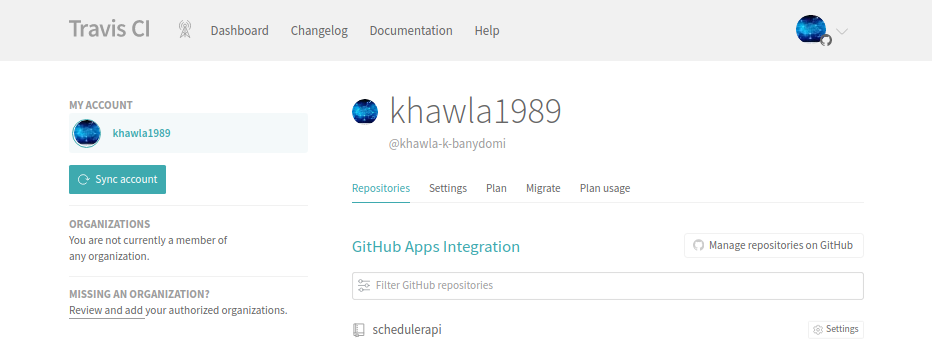 Travis CI
Dashboard Changelog Documentation Help
MY ACCOUNT
khawla1989
Sync account
ORGANIZATIONS
You are not currently a member of
any organization.
MISSING AN ORGANIZATION?
Review and add your authorized organizations.
khawla1989
@khawla-k-banydomi
Repositories Settings Plan Migrate Plan usage
GitHub Apps Integration
Manage repositories on GitHub
Filter GitHub repositories
schedulerapi
Settings